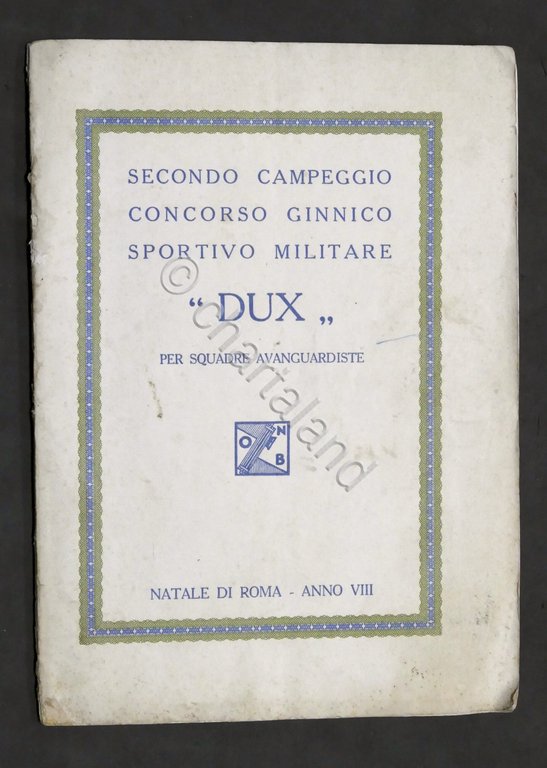 SECONDO CAMPEGGIO
CONCORSO GINNICO
SPORTIVO MILITARE
“ DUX „
PER SQUADRE AVANGUARDISTE
O N B
NATALE DI ROMA - ANNO VIII
© chartaland